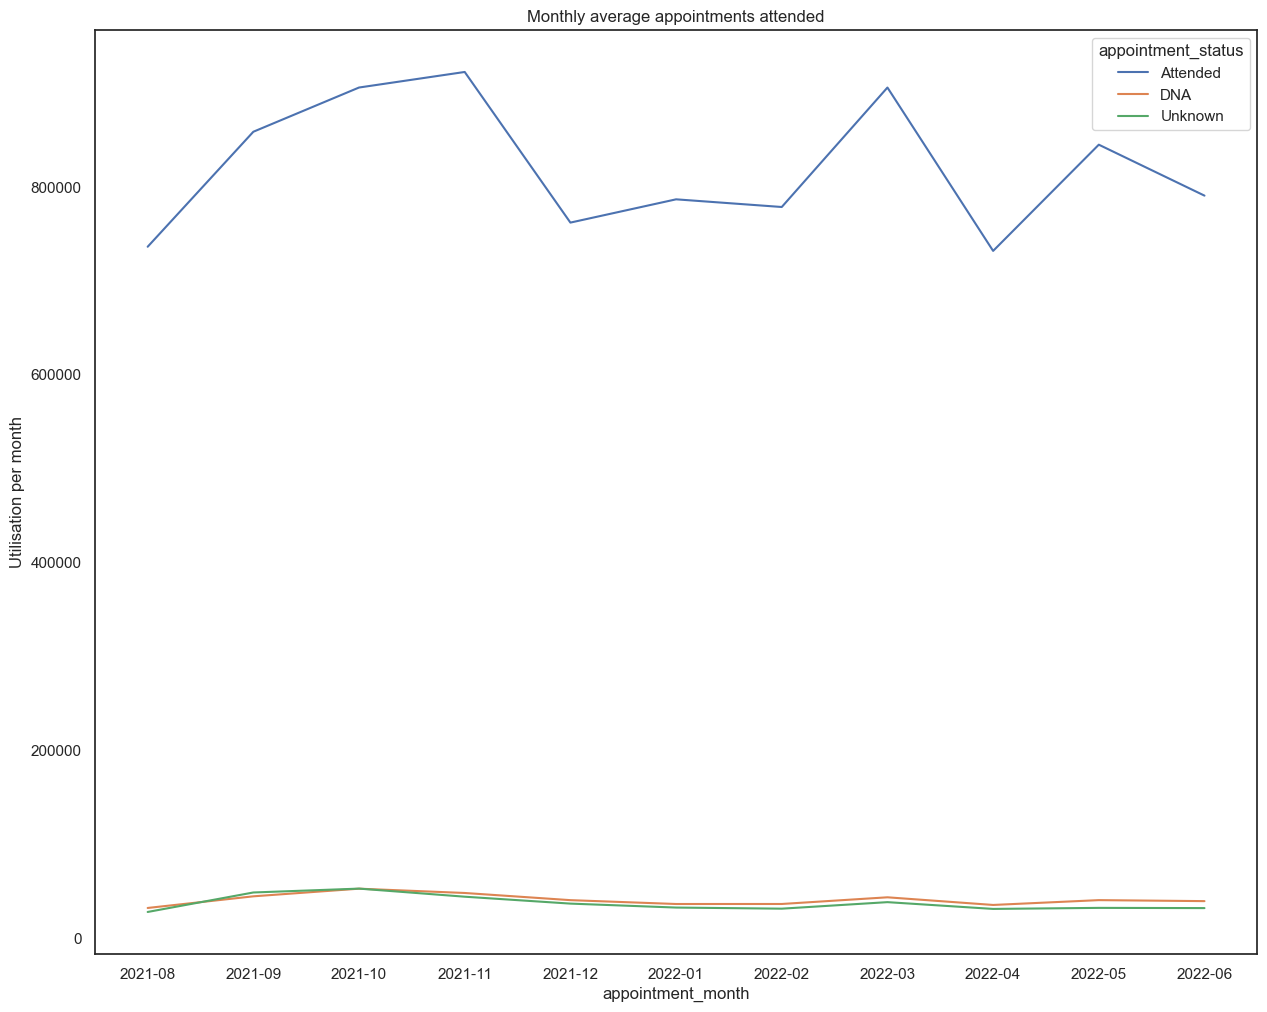 Monthly average appointments attended
appointment_status
Attended
DNA
Unknown
800000
600000
400000
200000
0
Utilisation per month
2021-08 2021-09 2021-10 2021-11 2021-12 2022-01 2022-02 2022-03 2022-04 2022-05 2022-06
appointment_month